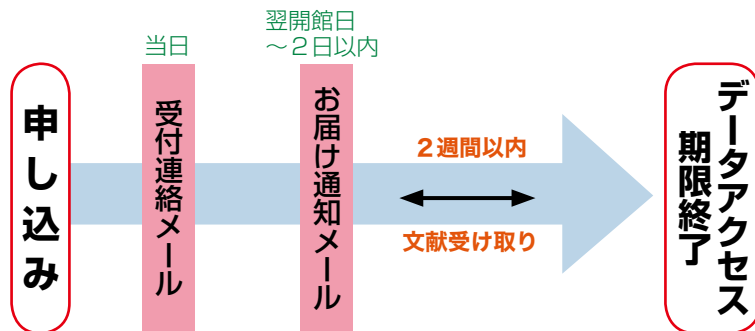 申し込み
当日
受付連絡メール
翌開館日
～２日以内
お届け通知メール
２週間以内
文献受け取り
データアクセス
期限終了